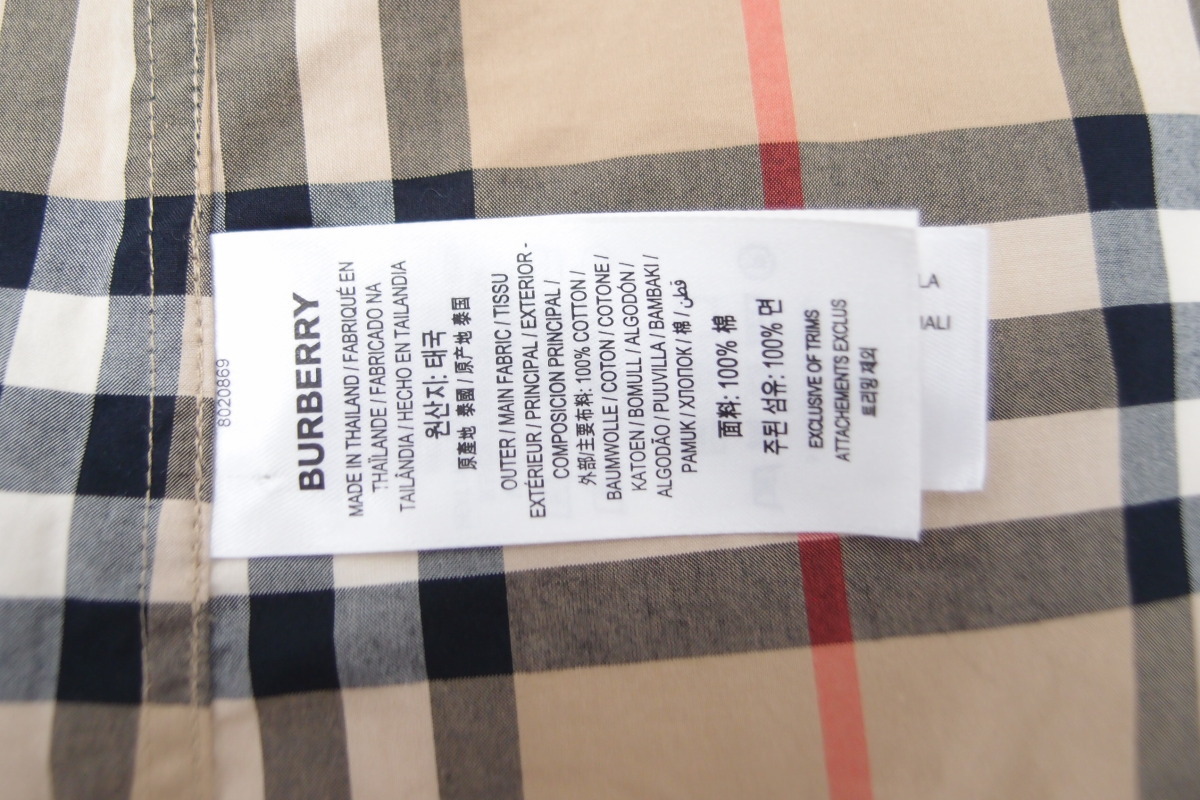 8020869
BURBERRY
MADE IN THAILAND / FABRIQUÉ EN
THAÏLANDE / FABRICADO NA
TAILÂNDIA / HECHO EN TAILANDIA
원산지: 태국
原產地 泰國 / 原产地 泰国
OUTER / MAIN FABRIC / TISSU
EXTÉRIEUR / PRINCIPAL / EXTERIOR -
COMPOSICION PRINCIPAL /
外部/主要布料: 100% COTTON /
BAUMWOLLE / COTON / COTONE /
KATOEN / BOMULL / ALGODÓN /
ALGODÃO / PUUVILLA / BAMBAKI /
PAMUK / ΧΙΤΟΠΟΚ / 棉 / قطن
面料: 100% 棉
주된 섬유: 100% 면
EXCLUSIVE OF TRIMS
ATTACHEMENTS EXCLUS
트리밍 제외
LA
IALI